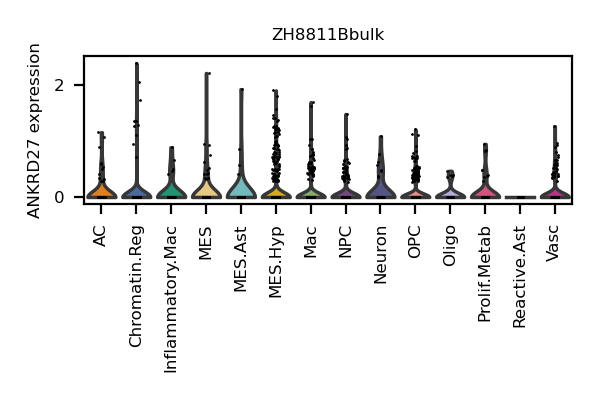 ZH8811Bbulk
ANKRD27 expression
2
0
AC
Chromatin.Reg
Inflammatory.Mac
MES
MES.Ast
MES.Hyp
Mac
NPC
Neuron
OPC
Oligo
Prolif.Metab
Reactive.Ast
Vasc